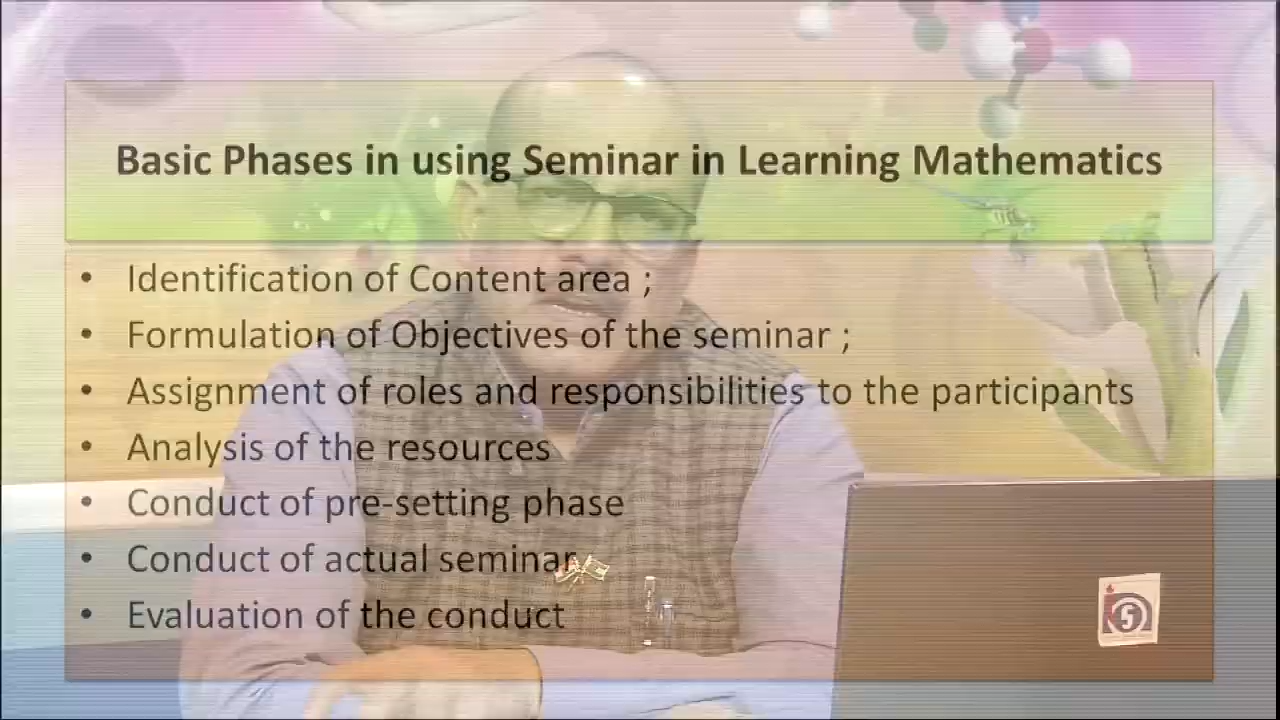 Basic Phases in using Seminar in Learning Mathematics
• Identification of Content area ;
• Formulation of Objectives of the seminar ;
• Assignment of roles and responsibilities to the participants
• Analysis of the resources
• Conduct of pre-setting phase
• Conduct of actual seminar
• Evaluation of the conduct